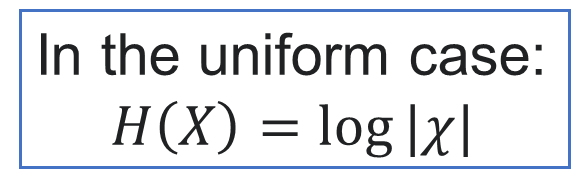 In the uniform case:
H(X) = log |χ|